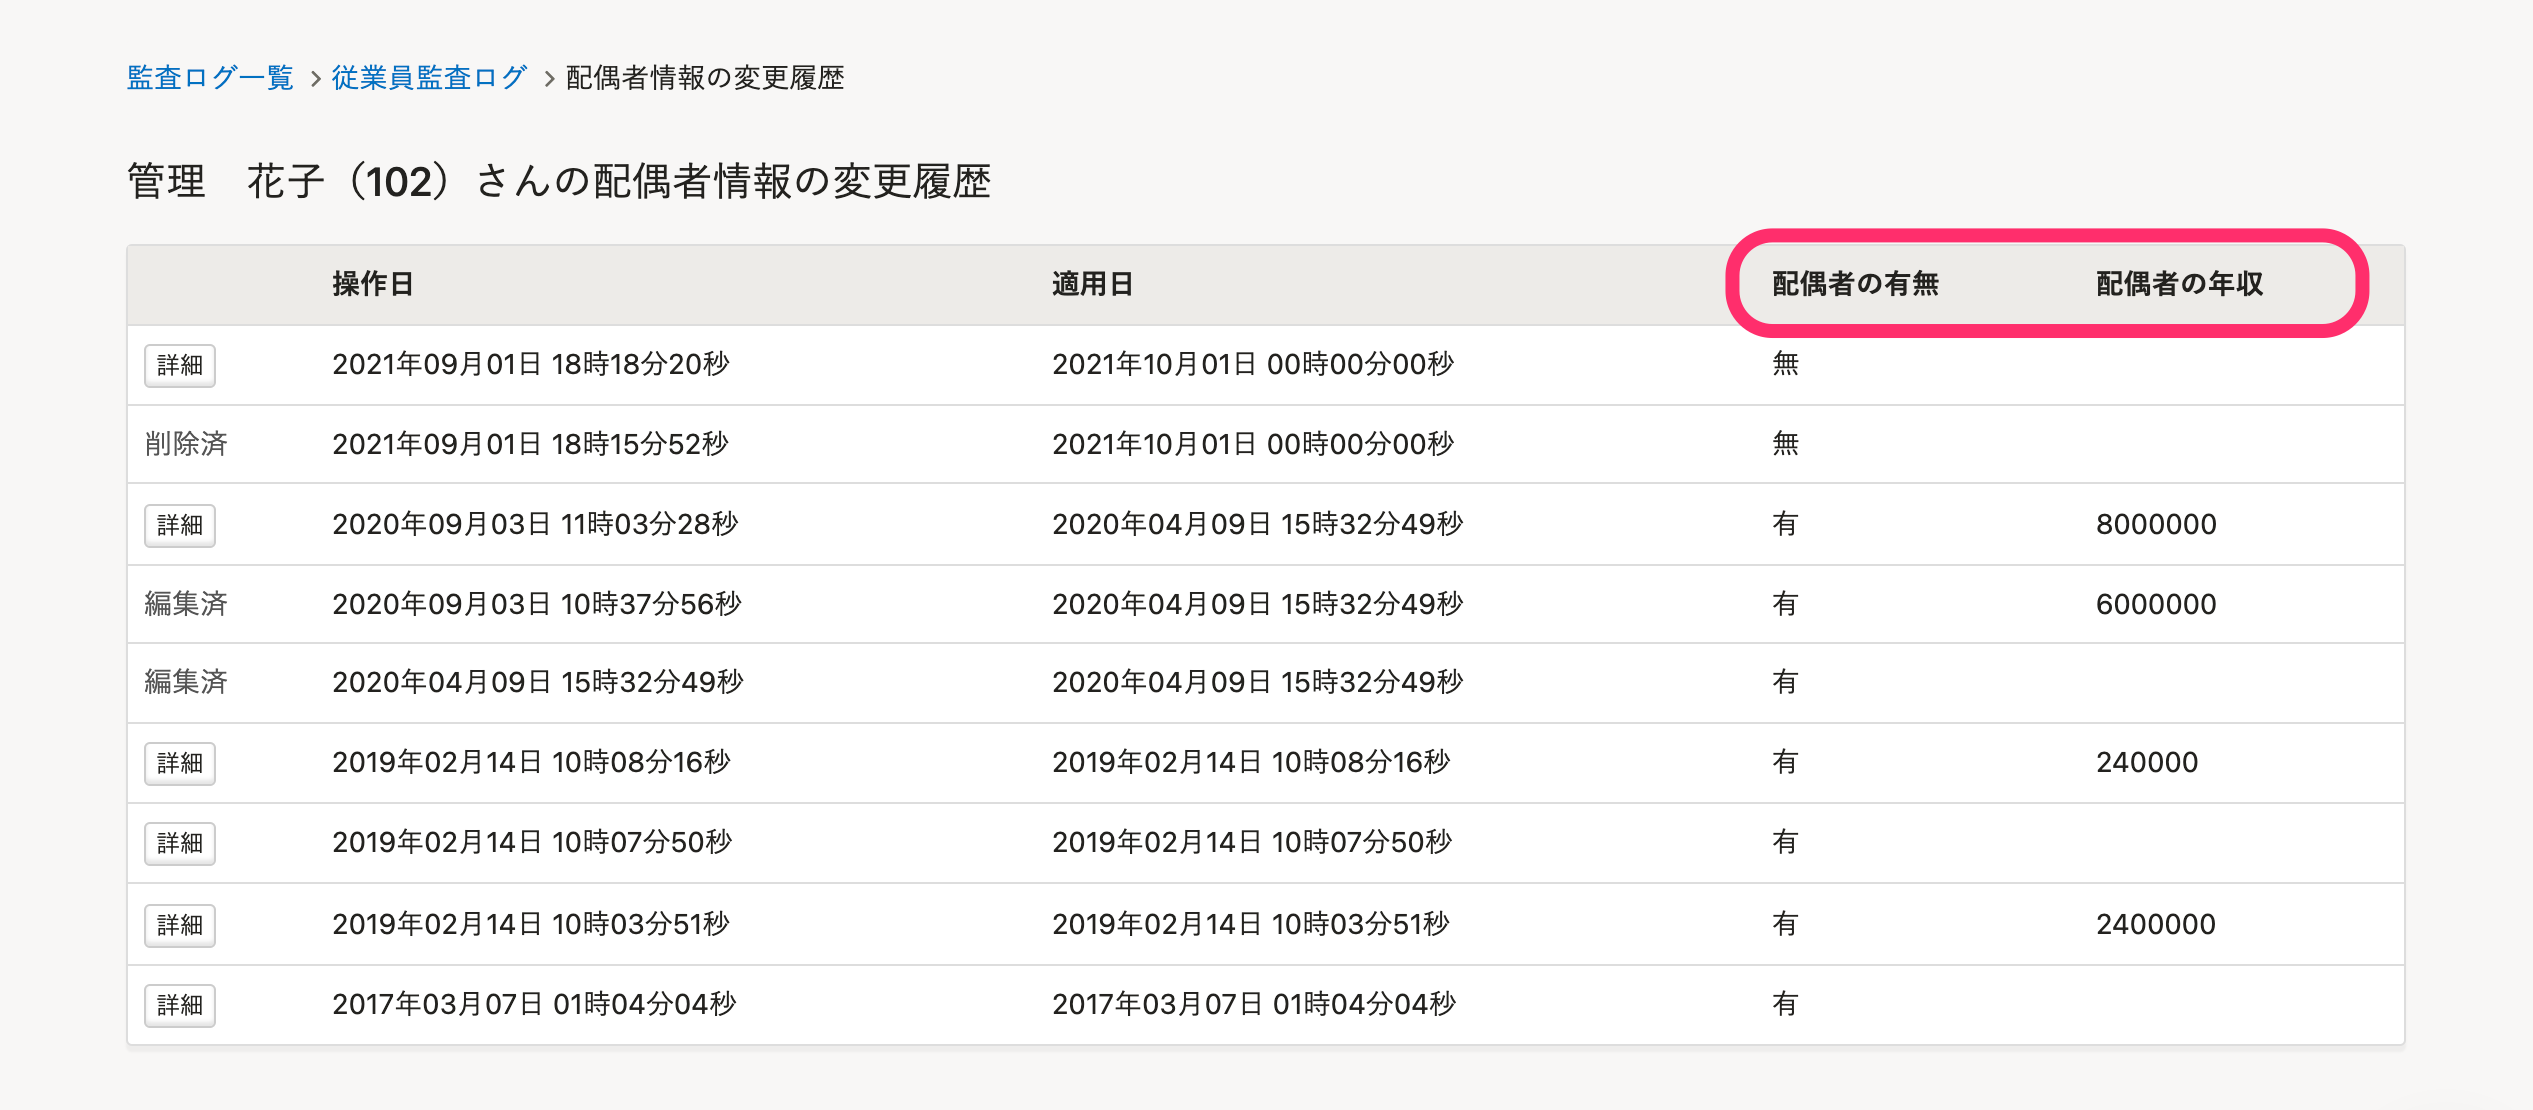 監査ログ一覧 > 従業員監査ログ > 配偶者情報の変更履歴
管理　花子（102）さんの配偶者情報の変更履歴
操作日 適用日 配偶者の有無 配偶者の年収
詳細 2021年09月01日 18時18分20秒 2021年10月01日 00時00分00秒 無
削除済 2021年09月01日 18時15分52秒 2021年10月01日 00時00分00秒 無
詳細 2020年09月03日 11時03分28秒 2020年04月09日 15時32分49秒 有 8000000
編集済 2020年09月03日 10時37分56秒 2020年04月09日 15時32分49秒 有 6000000
編集済 2020年04月09日 15時32分49秒 2020年04月09日 15時32分49秒 有
詳細 2019年02月14日 10時08分16秒 2019年02月14日 10時08分16秒 有 240000
詳細 2019年02月14日 10時07分50秒 2019年02月14日 10時07分50秒 有
詳細 2019年02月14日 10時03分51秒 2019年02月14日 10時03分51秒 有 2400000
詳細 2017年03月07日 01時04分04秒 2017年03月07日 01時04分04秒 有